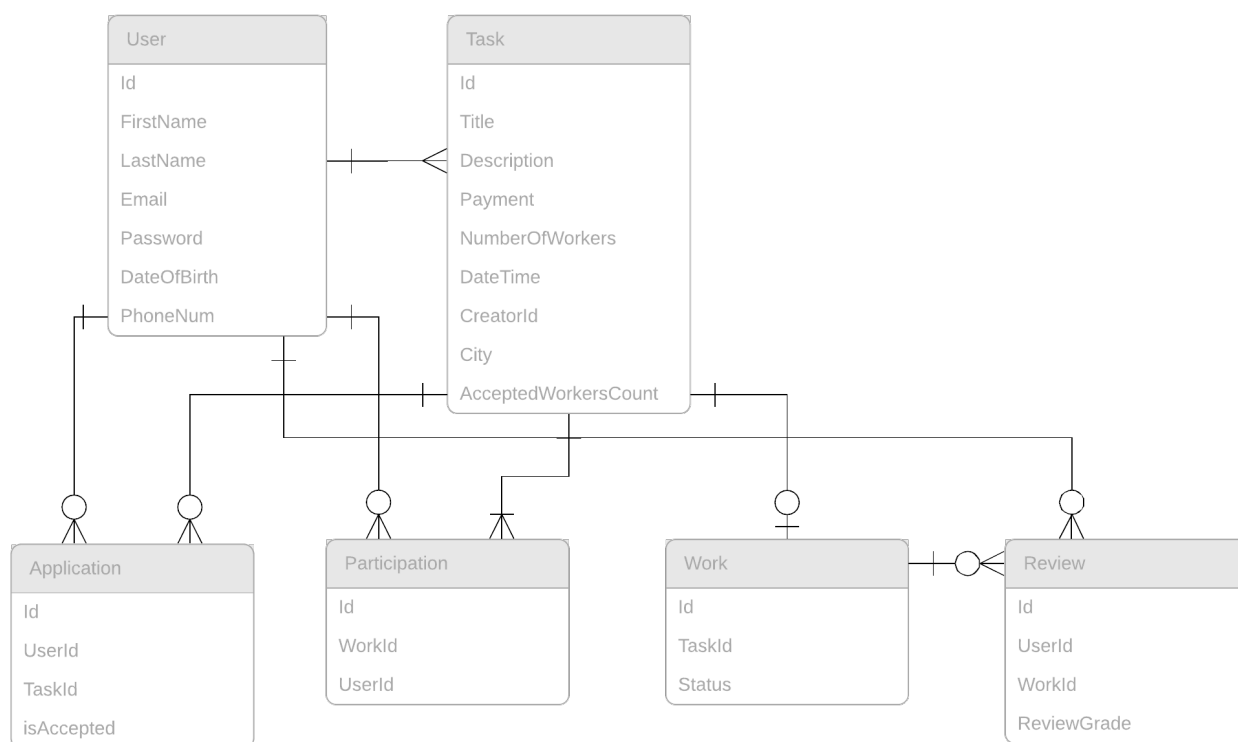 User
Id
FirstName
LastName
Email
Password
DateOfBirth
PhoneNum
Task
Id
Title
Description
Payment
NumberOfWorkers
DateTime
CreatorId
City
AcceptedWorkersCount
Application
Id
UserId
TaskId
isAccepted
Participation
Id
WorkId
UserId
Work
Id
TaskId
Status
Review
Id
UserId
WorkId
ReviewGrade